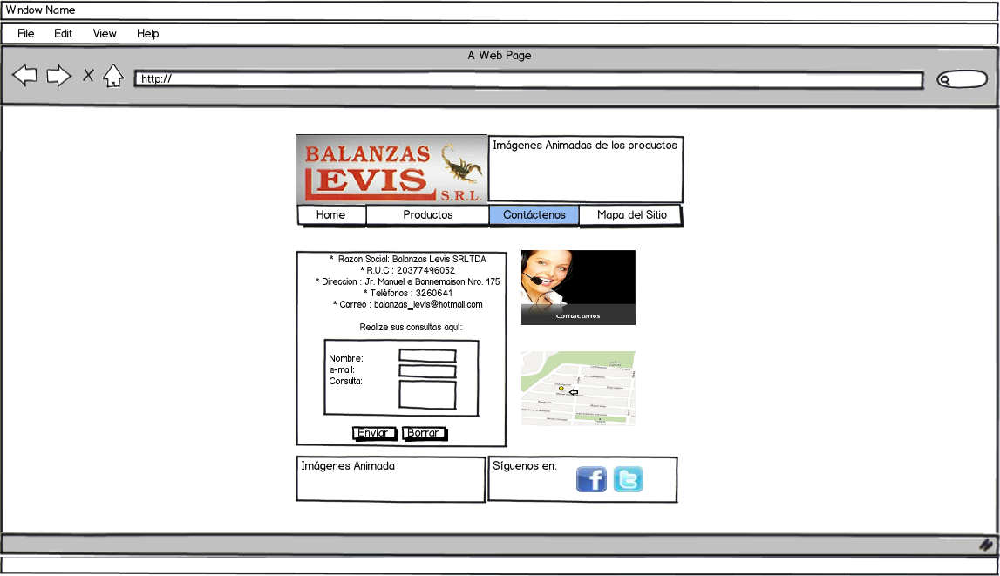 Window Name
File Edit View Help
A Web Page
http://
BALANZAS
LEVIS
S.R.L.
Imágenes Animadas de los productos
Home Productos Contáctenos Mapa del Sitio
* Razon Social: Balanzas Levis SRLTDA
* R.U.C : 20377496052
* Direccion : Jr. Manuel e Bonnemaison Nro. 175
* Teléfonos : 3260641
* Correo : balanzas_levis@hotmail.com
Realize sus consultas aquí:
Nombre:
e-mail:
Consulta:
Enviar Borrar
Contáctenos
Imágenes Animada
Síguenos en: